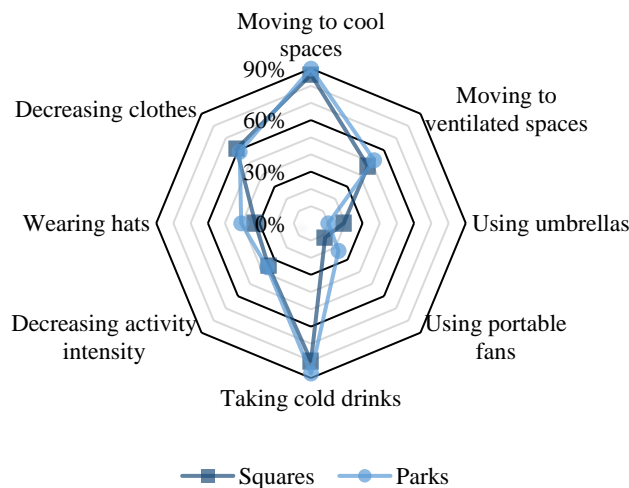 Moving to cool
spaces
90%
Moving to
ventilated spaces
Decreasing clothes
60%
30%
Wearing hats
0%
Using umbrellas
Decreasing activity
intensity
Using portable
fans
Taking cold drinks
Squares
Parks